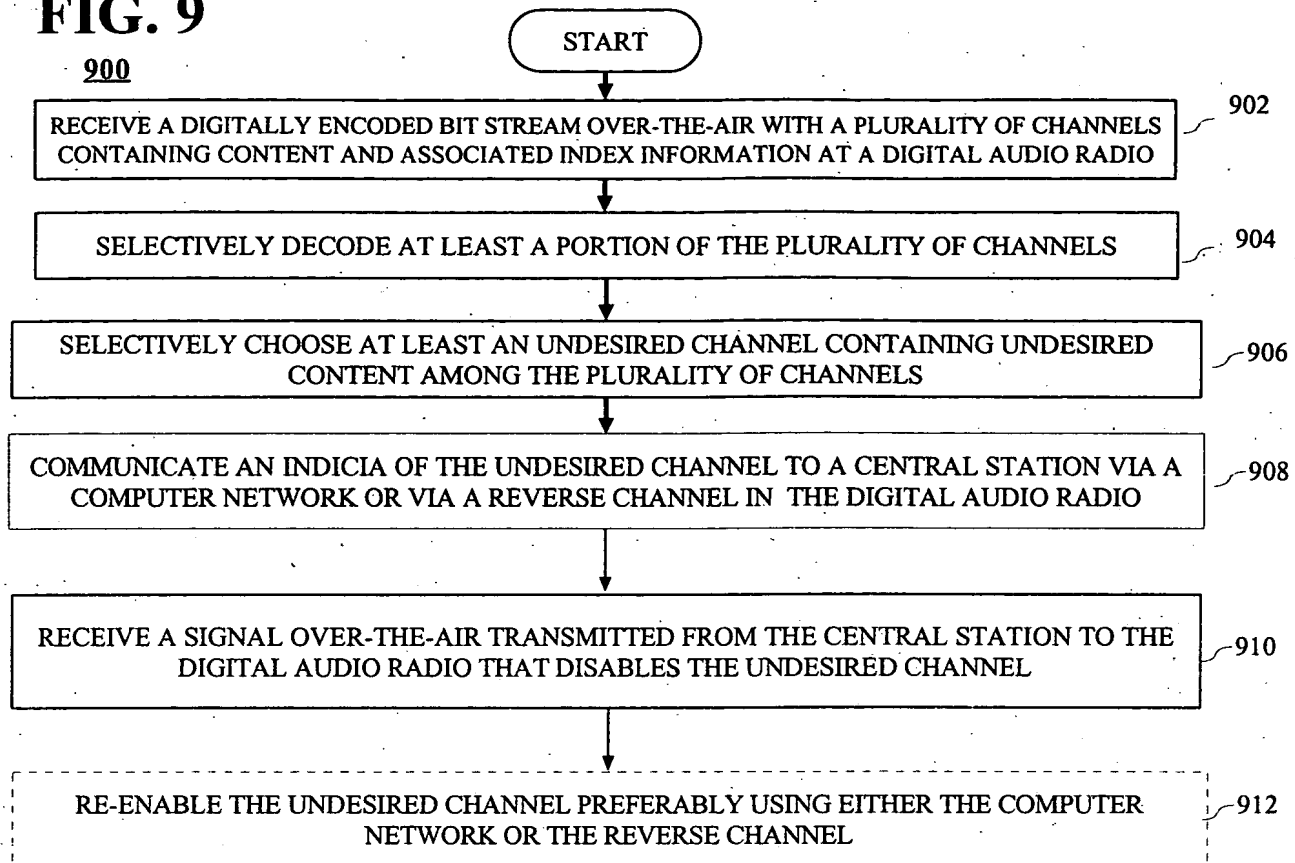 FIG. 9
900
START
RECEIVE A DIGITALLY ENCODED BIT STREAM OVER-THE-AIR WITH A PLURALITY OF CHANNELS
CONTAINING CONTENT AND ASSOCIATED INDEX INFORMATION AT A DIGITAL AUDIO RADIO
902
SELECTIVELY DECODE AT LEAST A PORTION OF THE PLURALITY OF CHANNELS
904
SELECTIVELY CHOOSE AT LEAST AN UNDESIRED CHANNEL CONTAINING UNDESIRED
CONTENT AMONG THE PLURALITY OF CHANNELS
906
COMMUNICATE AN INDICIA OF THE UNDESIRED CHANNEL TO A CENTRAL STATION VIA A
COMPUTER NETWORK OR VIA A REVERSE CHANNEL IN THE DIGITAL AUDIO RADIO
908
RECEIVE A SIGNAL OVER-THE-AIR TRANSMITTED FROM THE CENTRAL STATION TO THE
DIGITAL AUDIO RADIO THAT DISABLES THE UNDESIRED CHANNEL
910
RE-ENABLE THE UNDESIRED CHANNEL PREFERABLY USING EITHER THE COMPUTER
NETWORK OR THE REVERSE CHANNEL
912